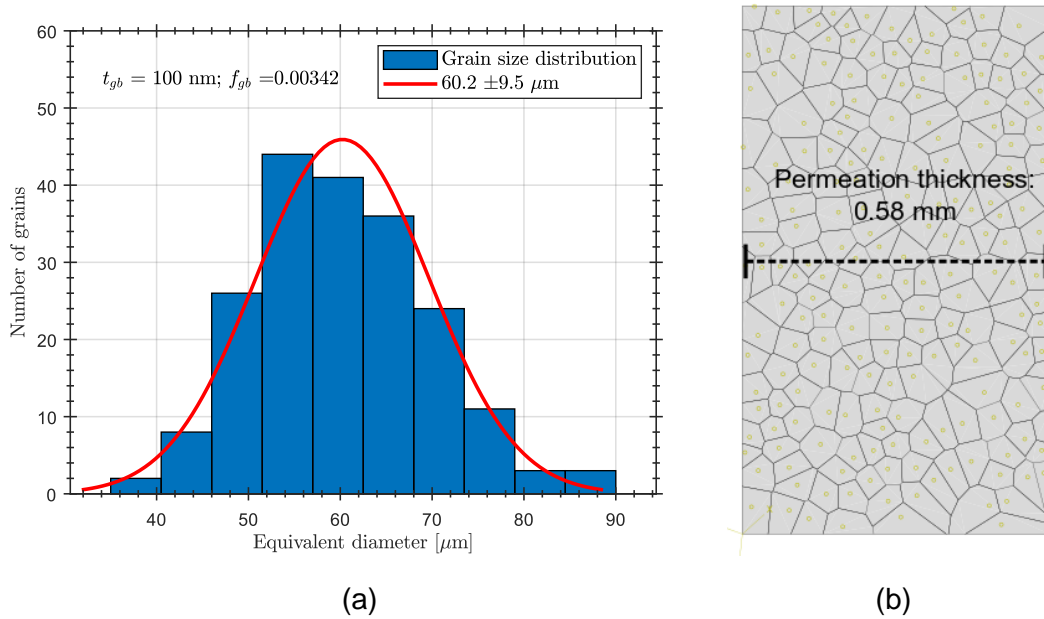 60
50
40
30
20
10
0
Number of grains
t_gb = 100 nm; f_gb =0.00342
Grain size distribution
60.2 ±9.5 μm
40 50 60 70 80 90
Equivalent diameter [μm]
(a)
Permeation thickness:
0.58 mm
(b)